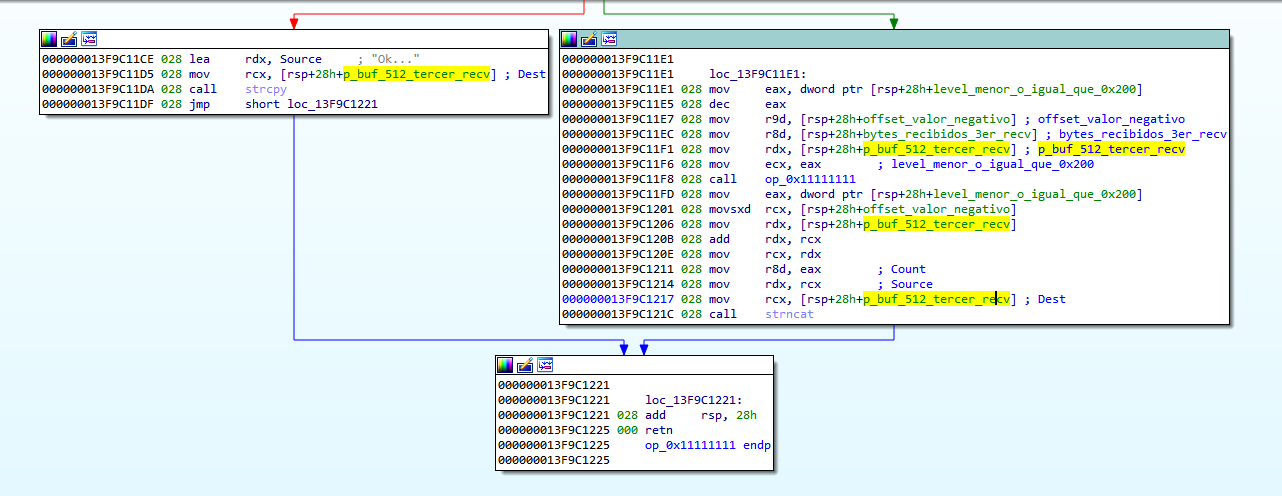 000000013F9C11CE 028 lea rdx, Source ; "Ok..."
000000013F9C11D5 028 mov rcx, [rsp+28h+p_buf_512_tercer_recv] ; Dest
000000013F9C11DA 028 call strcpy
000000013F9C11DF 028 jmp short loc_13F9C1221
000000013F9C11E1
000000013F9C11E1 loc_13F9C11E1:
000000013F9C11E1 028 mov eax, dword ptr [rsp+28h+level_menor_o_igual_que_0x200]
000000013F9C11E5 028 dec eax
000000013F9C11E7 028 mov r9d, [rsp+28h+offset_valor_negativo] ; offset_valor_negativo
000000013F9C11EC 028 mov r8d, [rsp+28h+bytes_recibidos_3er_recv] ; bytes_recibidos_3er_recv
000000013F9C11F1 028 mov rdx, [rsp+28h+p_buf_512_tercer_recv] ; p_buf_512_tercer_recv
000000013F9C11F6 028 mov ecx, eax ; level_menor_o_igual_que_0x200
000000013F9C11F8 028 call op_0x11111111
000000013F9C11FD 028 mov eax, dword ptr [rsp+28h+level_menor_o_igual_que_0x200]
000000013F9C1201 028 movsxd rcx, [rsp+28h+offset_valor_negativo]
000000013F9C1206 028 mov rdx, [rsp+28h+p_buf_512_tercer_recv]
000000013F9C120B 028 add rdx, rcx
000000013F9C120E 028 mov rcx, rdx
000000013F9C1211 028 mov r8d, eax ; Count
000000013F9C1214 028 mov rdx, rcx ; Source
000000013F9C1217 028 mov rcx, [rsp+28h+p_buf_512_tercer_recv] ; Dest
000000013F9C121C 028 call strncat
000000013F9C1221
000000013F9C1221 loc_13F9C1221:
000000013F9C1221 028 add rsp, 28h
000000013F9C1225 000 retn
000000013F9C1225 op_0x11111111 endp
000000013F9C1225